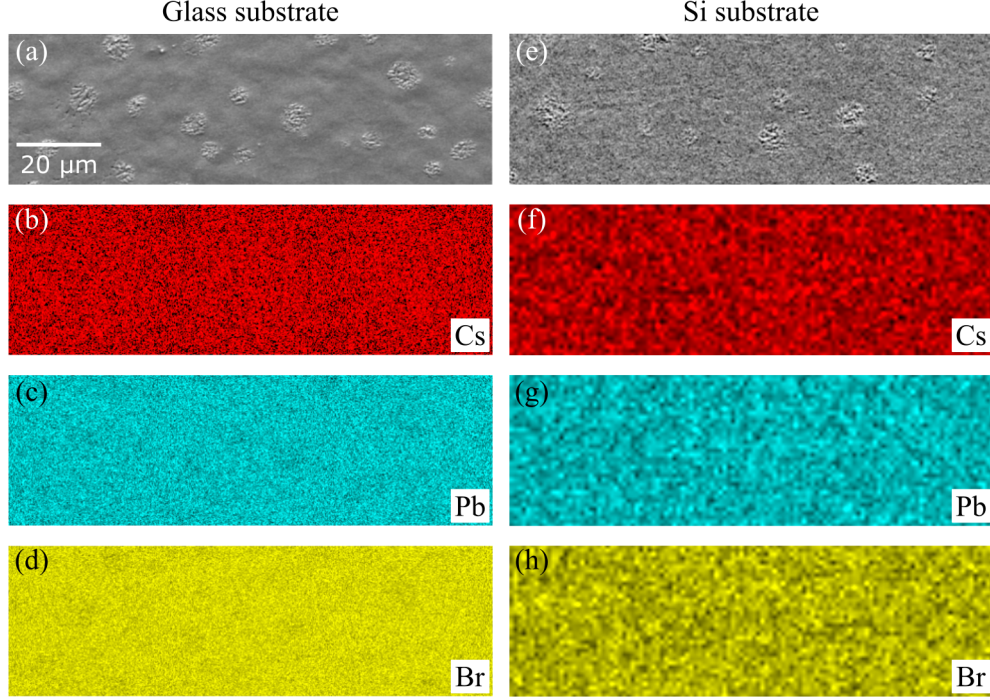 Glass substrate
Si substrate
(a)
20 µm
(e)
(b)
Cs
(f)
Cs
(c)
Pb
(g)
Pb
(d)
Br
(h)
Br